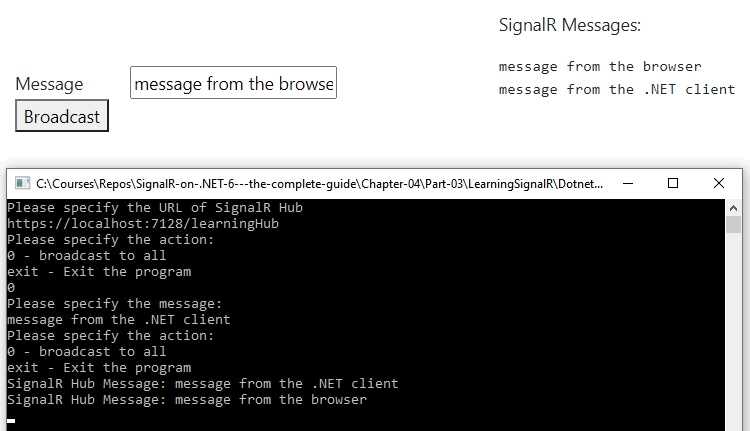 SignalR Messages:
message from the browser
message from the .NET client
Message
message from the browse
Broadcast
C:\Courses\Repos\SignalR-on-.NET-6---the-complete-guide\Chapter-04\Part-03\LearningSignalR\Dotnet...
Please specify the URL of SignalR Hub
https://localhost:7128/learningHub
Please specify the action:
0 - broadcast to all
exit - Exit the program
0
Please specify the message:
message from the .NET client
Please specify the action:
0 - broadcast to all
exit - Exit the program
SignalR Hub Message: message from the .NET client
SignalR Hub Message: message from the browser